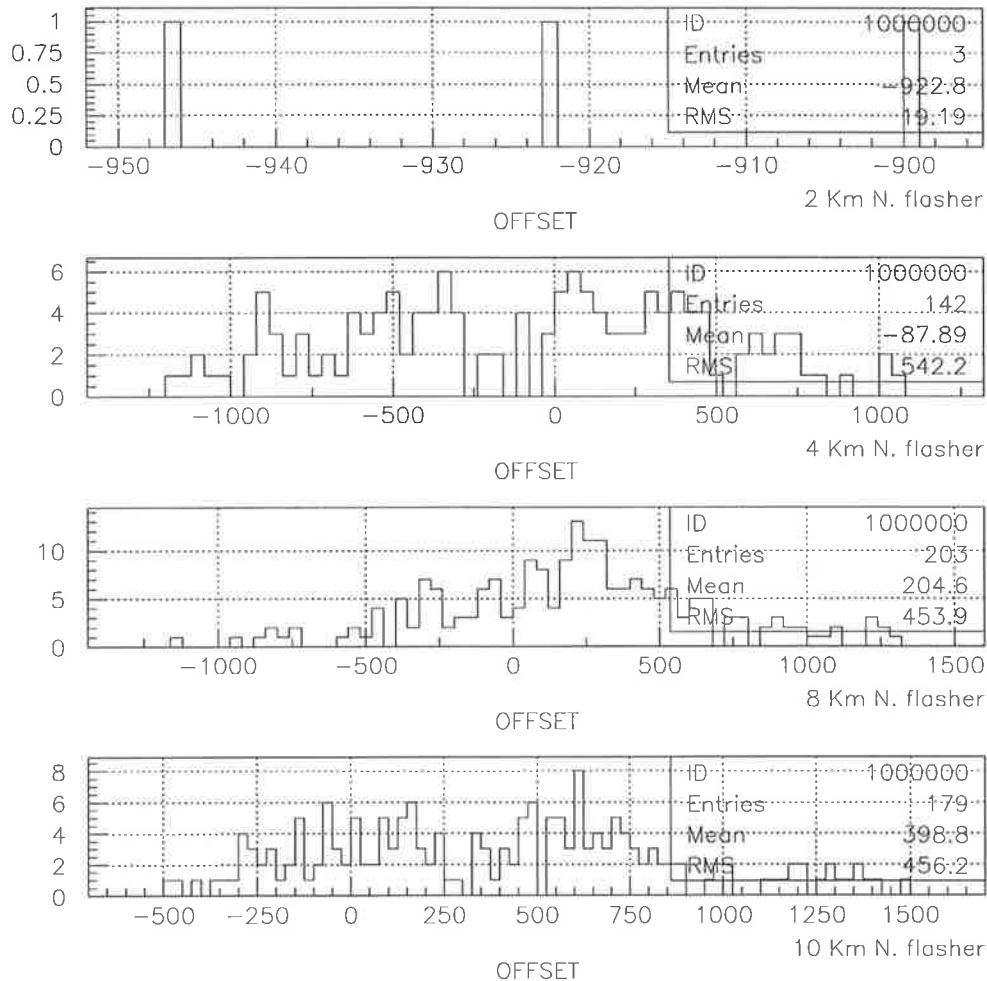 1
0.75
0.5
0.25
0
ID 1000000
Entries 3
Mean −922.8
RMS 19.19
−950 −940 −930 −920 −910 −900
2 Km N. flasher
OFFSET
6
4
2
0
ID 1000000
Entries 142
Mean −87.89
RMS 542.2
−1000 −500 0 500 1000
4 Km N. flasher
OFFSET
10
5
0
ID 1000000
Entries 203
Mean 204.6
RMS 453.9
−1000 −500 0 500 1000 1500
8 Km N. flasher
OFFSET
8
6
4
2
0
ID 1000000
Entries 179
Mean 398.8
RMS 456.2
−500 −250 0 250 500 750 1000 1250 1500
10 Km N. flasher
OFFSET